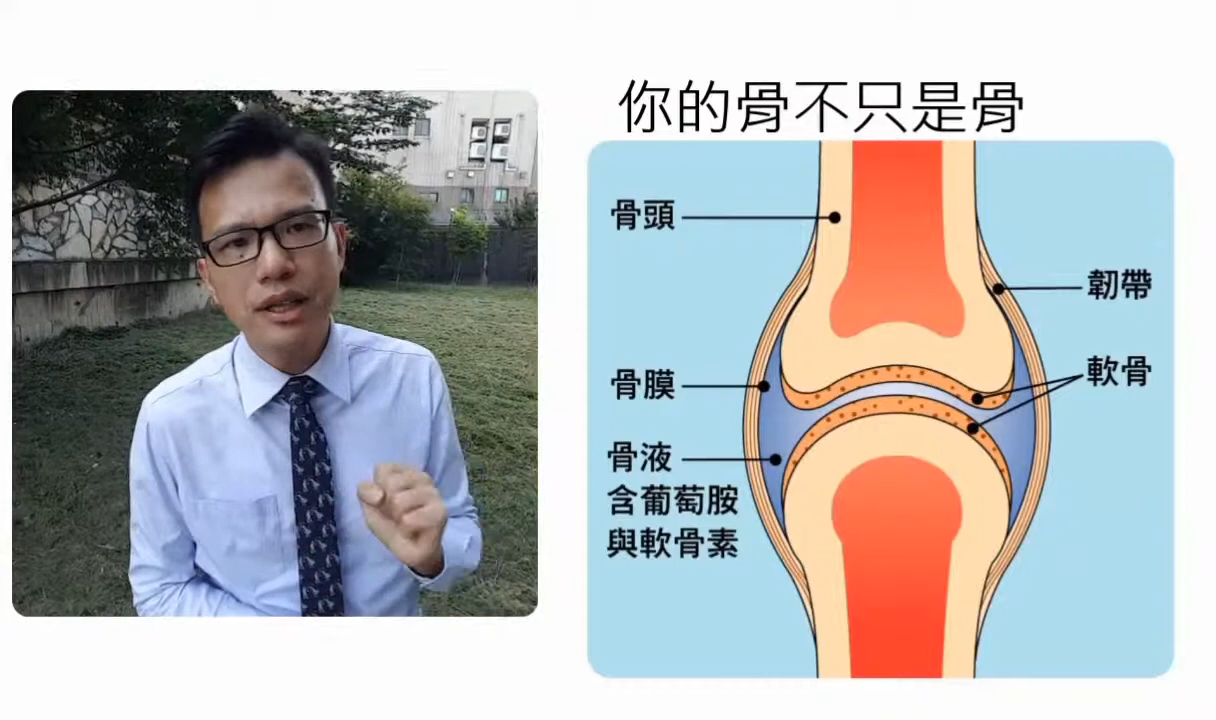 你的骨不只是骨
骨頭
韌帶
骨膜
軟骨
骨液
含葡萄胺
與軟骨素